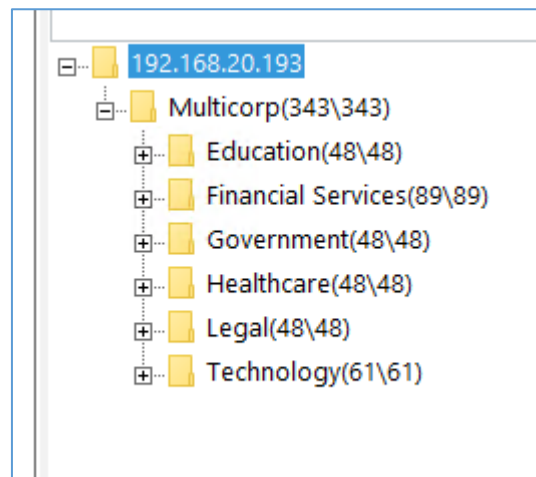 192.168.20.193
Multicorp(343\343)
Education(48\48)
Financial Services(89\89)
Government(48\48)
Healthcare(48\48)
Legal(48\48)
Technology(61\61)